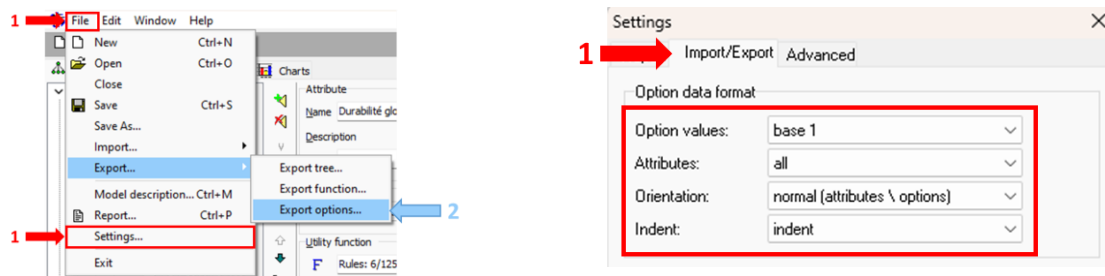 1
File Edit Window Help
New Ctrl+N
Open Ctrl+O
Close
Save Ctrl+S
Save As...
Import...
Export...
Model description... Ctrl+M
Report... Ctrl+P
1
Settings...
Exit
Export tree...
Export function...
Export options...
2
Charts
Attribute
Name Durabilité glo
Description
Utility function
F Rules: 6/125
Settings
1
Import/Export Advanced
Option data format
Option values: base 1
Attributes: all
Orientation: normal (attributes \ options)
Indent: indent